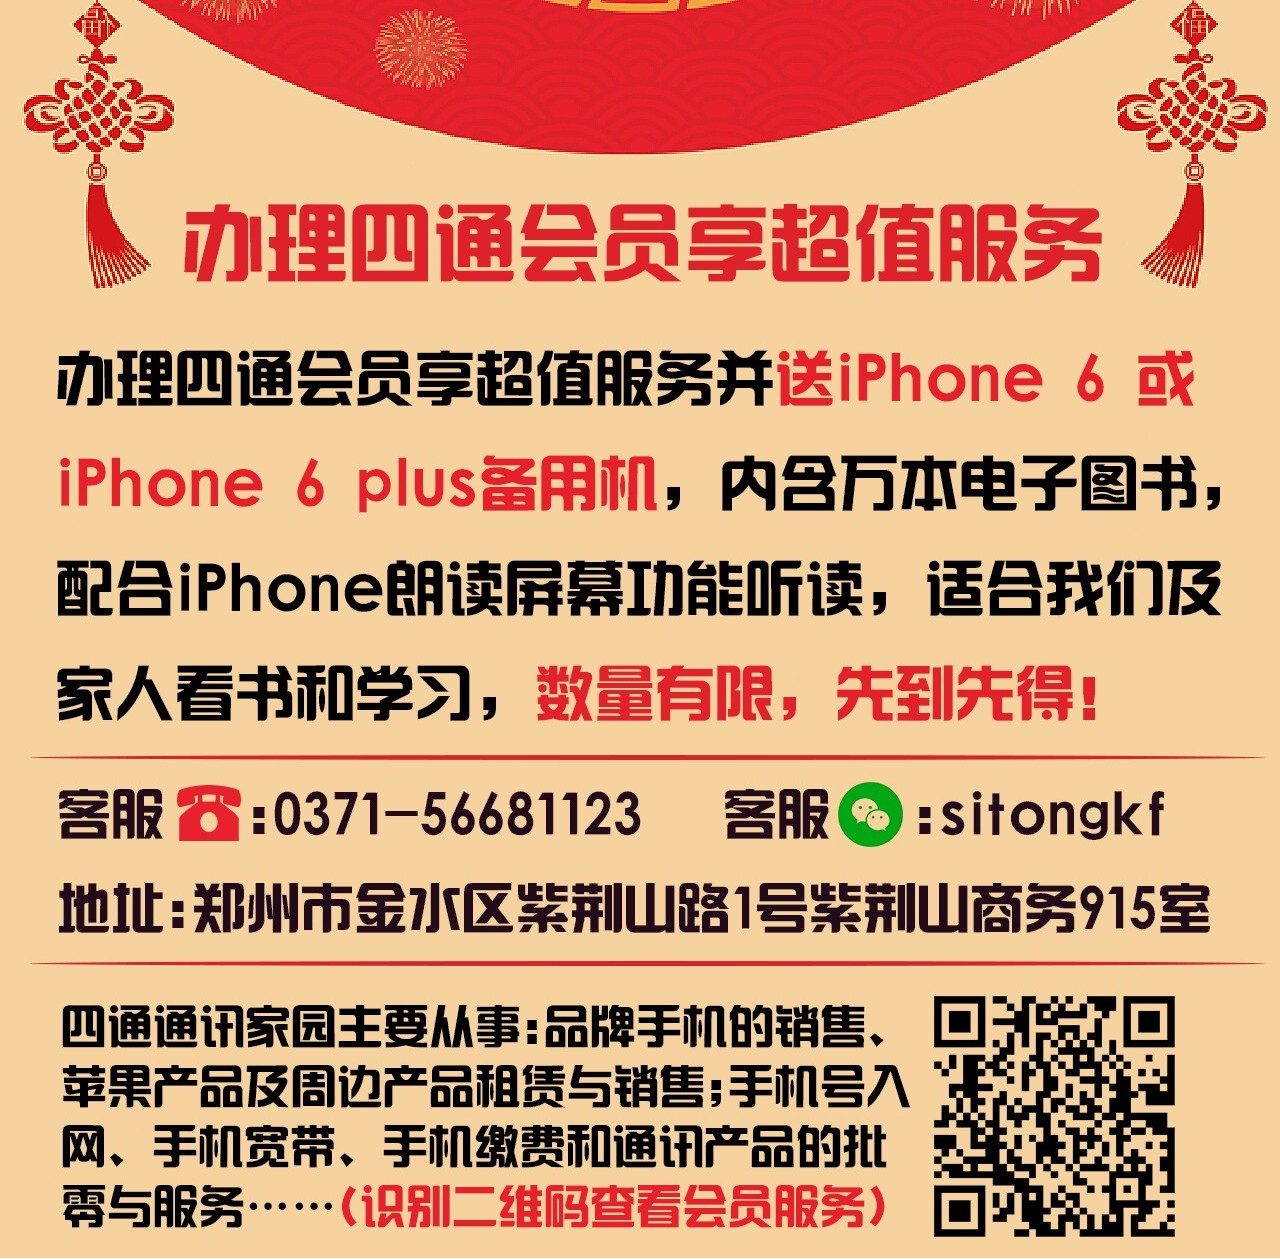 福
福
办理四通会员享超值服务
办理四通会员享超值服务并送iPhone 6 或
iPhone 6 plus备用机，内含万本电子图书，
配合iPhone朗读屏幕功能听读，适合我们及
家人看书和学习，数量有限，先到先得！
客服:0371-56681123 客服:sitongkf
地址:郑州市金水区紫荆山路1号紫荆山商务915室
四通通讯家园主要从事:品牌手机的销售、
苹果产品及周边产品租赁与销售;手机号入
网、手机宽带、手机缴费和通讯产品的批
零与服务……(识别二维码查看会员服务)